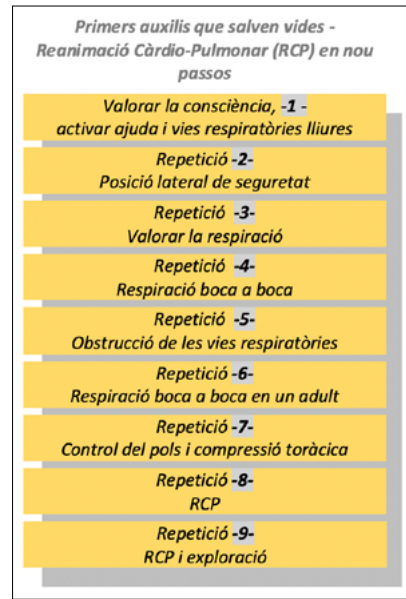 Primers auxilis que salven vides -
Reanimació Càrdio-Pulmonar (RCP) en nou
passos
Valorar la consciència, -1 -
activar ajuda i vies respiratòries lliures
Repetició -2-
Posició lateral de seguretat
Repetició -3-
Valorar la respiració
Repetició -4-
Respiració boca a boca
Repetició -5-
Obstrucció de les vies respiratòries
Repetició -6-
Respiració boca a boca en un adult
Repetició -7-
Control del pols i compressió toràcica
Repetició -8-
RCP
Repetició -9-
RCP i exploració